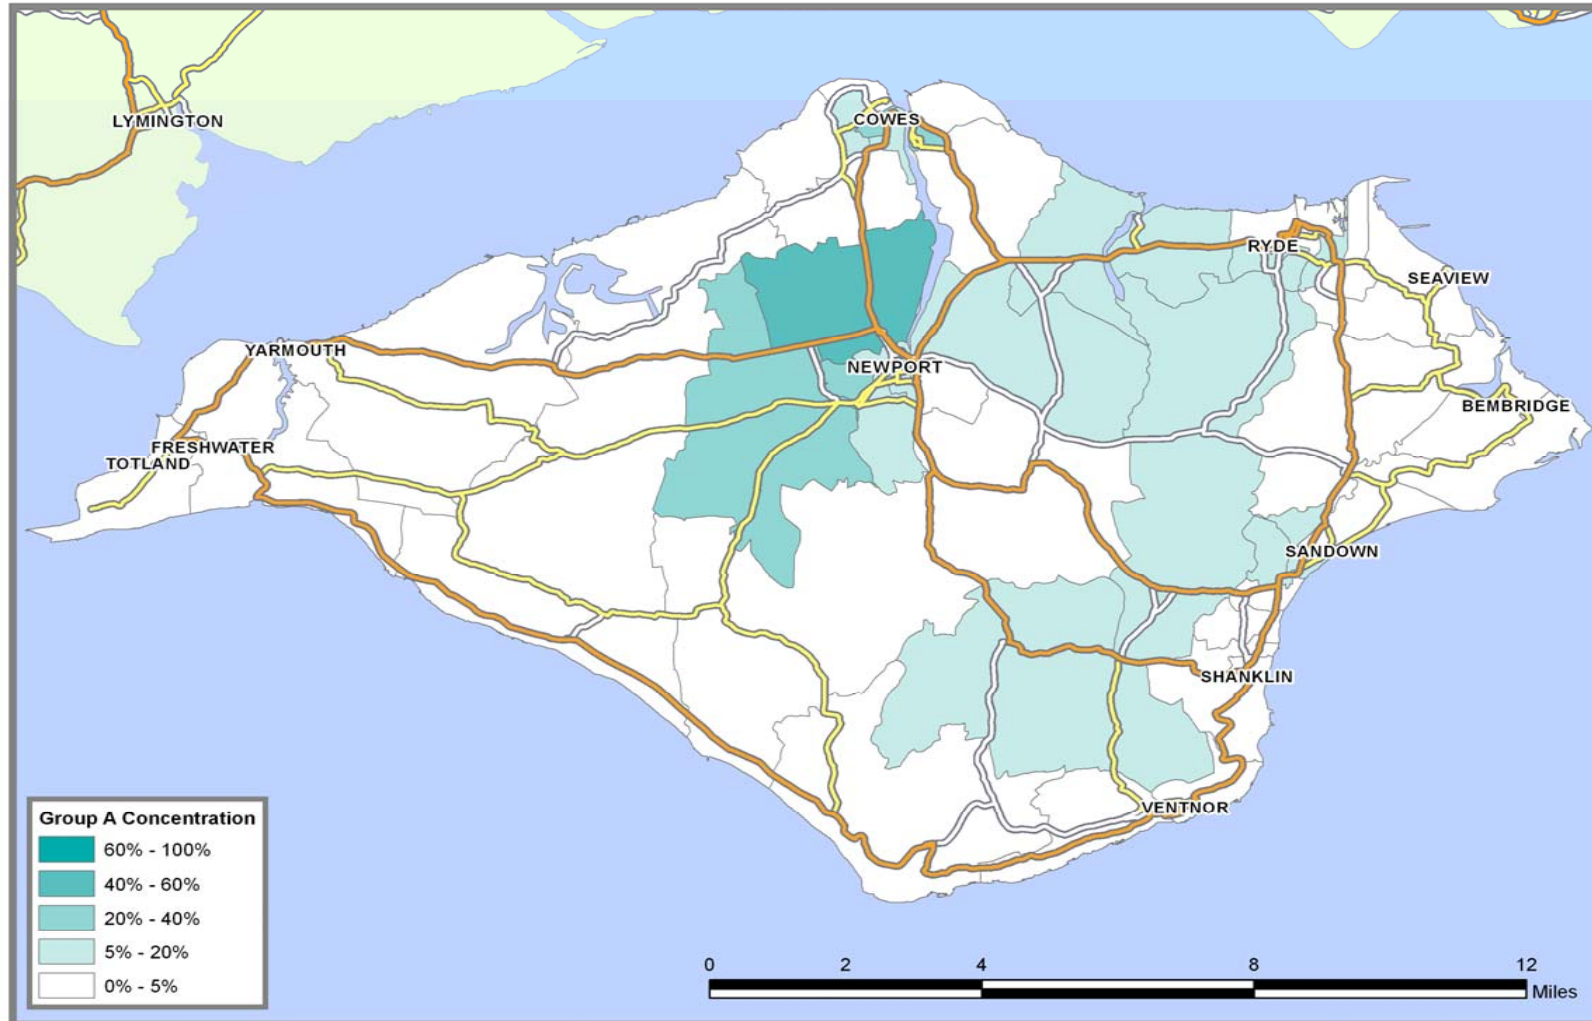 LYMINGTON
COWES
RYDE
SEAVIEW
YARMOUTH
NEWPORT
BEMBRIDGE
FRESHWATER
TOTLAND
SANDOWN
SHANKLIN
VENTNOR
Group A Concentration
60% - 100%
40% - 60%
20% - 40%
5% - 20%
0% - 5%
0 2 4 8 12
Miles